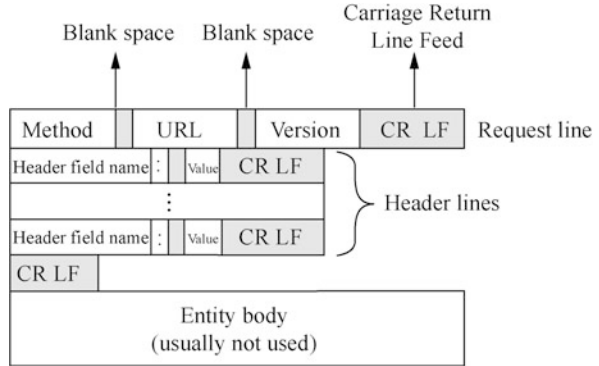 Carriage Return
Line Feed
Blank space Blank space
Method URL Version CR LF Request line
Header field name : Value CR LF
⋮
Header lines
Header field name : Value CR LF
CR LF
Entity body
(usually not used)